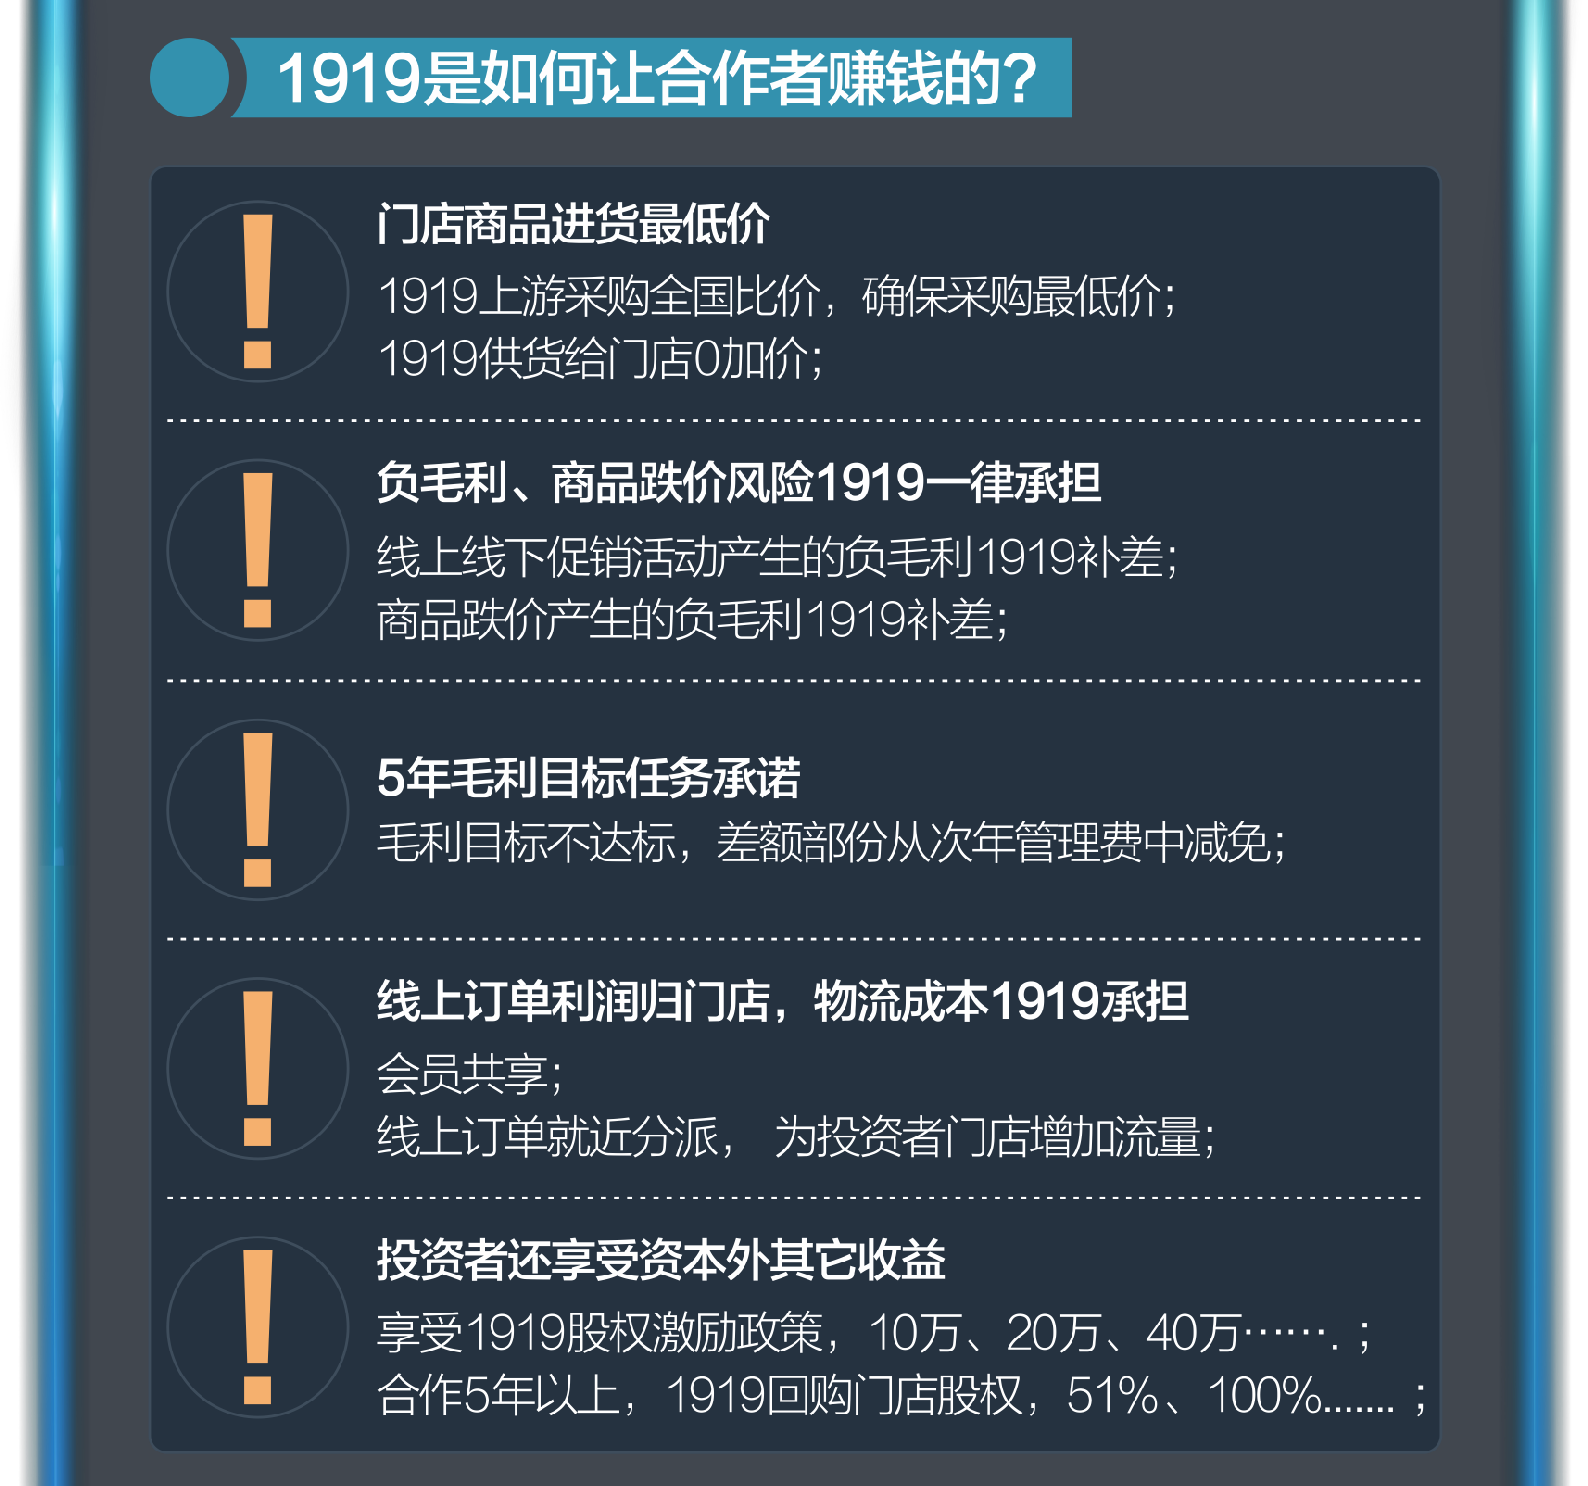 1919是如何让合作者赚钱的?
门店商品进货最低价
1919上游采购全国比价，确保采购最低价；
1919供货给门店0加价；
负毛利、商品跌价风险1919一律承担
线上线下促销活动产生的负毛利1919补差；
商品跌价产生的负毛利1919补差；
5年毛利目标任务承诺
毛利目标不达标，差额部份从次年管理费中减免；
线上订单利润归门店，物流成本1919承担
会员共享；
线上订单就近分派， 为投资者门店增加流量；
投资者还享受资本外其它收益
享受1919股权激励政策，10万、20万、40万…….；
合作5年以上，1919回购门店股权，51%、100%.......；